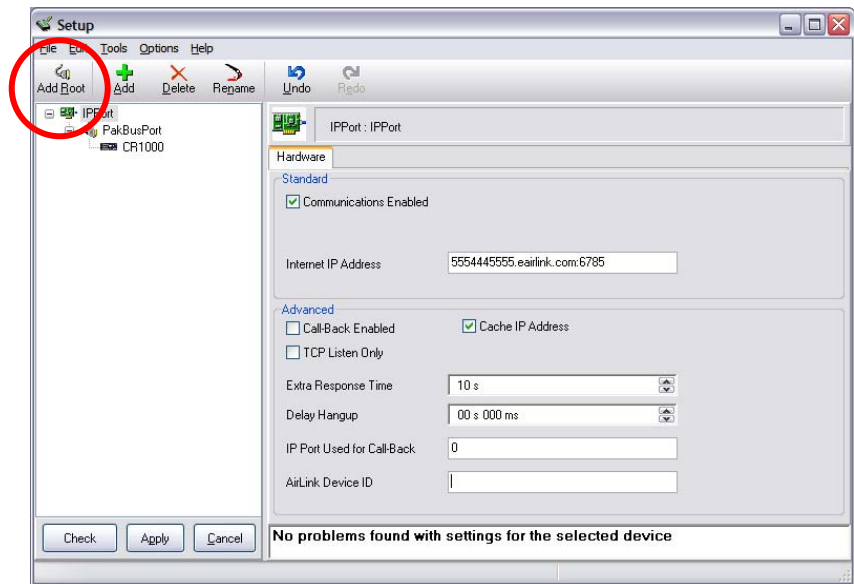 Setup
File Edit Tools Options Help
Add Root Add Delete Rename Undo Redo
IPPort
PakBusPort
CR1000
IPPort : IPPort
Hardware
Standard
Communications Enabled
Internet IP Address 5554445555.eairlink.com:6785
Advanced
Call-Back Enabled Cache IP Address
TCP Listen Only
Extra Response Time 10 s
Delay Hangup 00 s 000 ms
IP Port Used for Call-Back 0
AirLink Device ID
Check Apply Cancel
No problems found with settings for the selected device